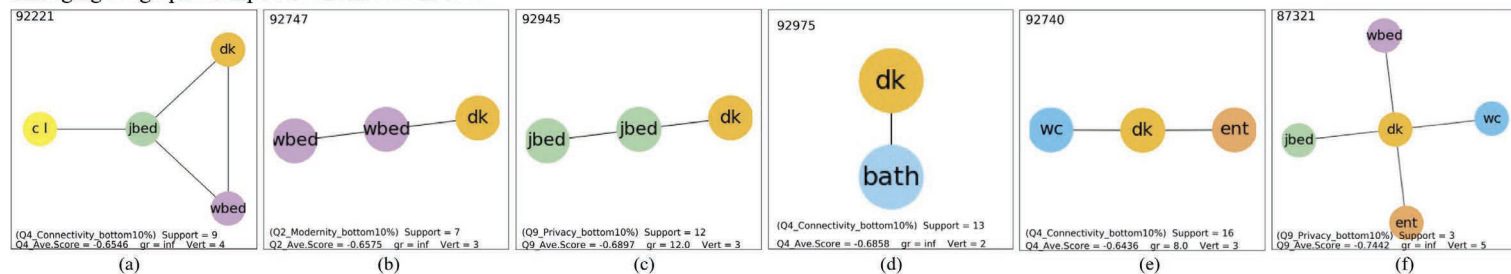 92221
dk
c l
jbed
wbed
(Q4_Connectivity_bottom10%) Support = 9
Q4_Ave.Score = -0.6546 gr = inf Vert = 4
(a)
92747
wbed
wbed
dk
(Q2_Modernity_bottom10%) Support = 7
Q2_Ave.Score = -0.6575 gr = inf Vert = 3
(b)
92945
jbed
jbed
dk
(Q9_Privacy_bottom10%) Support = 12
Q9_Ave.Score = -0.6897 gr = 12.0 Vert = 3
(c)
92975
dk
bath
(Q4_Connectivity_bottom10%) Support = 13
Q4_Ave.Score = -0.6858 gr = inf Vert = 2
(d)
92740
wc
dk
ent
(Q4_Connectivity_bottom10%) Support = 16
Q4_Ave.Score = -0.6436 gr = 8.0 Vert = 3
(e)
87321
wbed
wc
dk
jbed
ent
(Q9_Privacy_bottom10%) Support = 3
Q9_Ave.Score = -0.7442 gr = inf Vert = 5
(f)